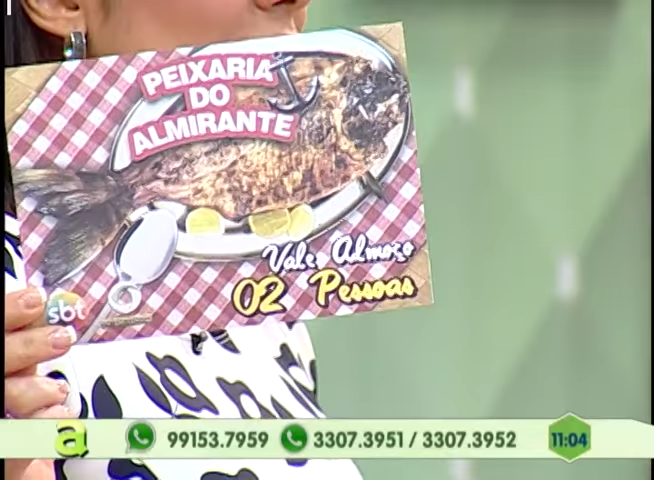 PEIXARIA
DO
ALMIRANTE
Vale Almoço
02 Pessoas
sbt
a 99153.7959 3307.3951 / 3307.3952 11:04